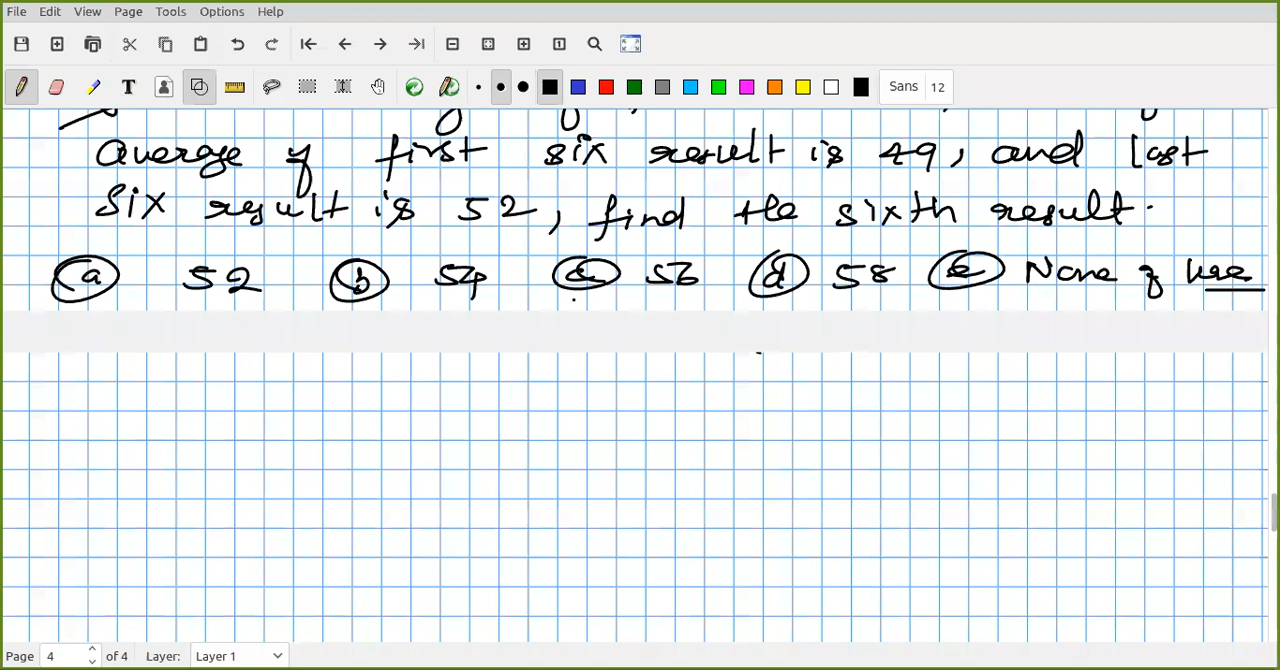 File Edit View Page Tools Options Help
Sans 12
average of first six result is 49, and last
six result is 52, find the sixth result.
(a) 52 (b) 54 (c) 56 (d) 58 (e) None of
Page 4 of 4 Layer: Layer 1